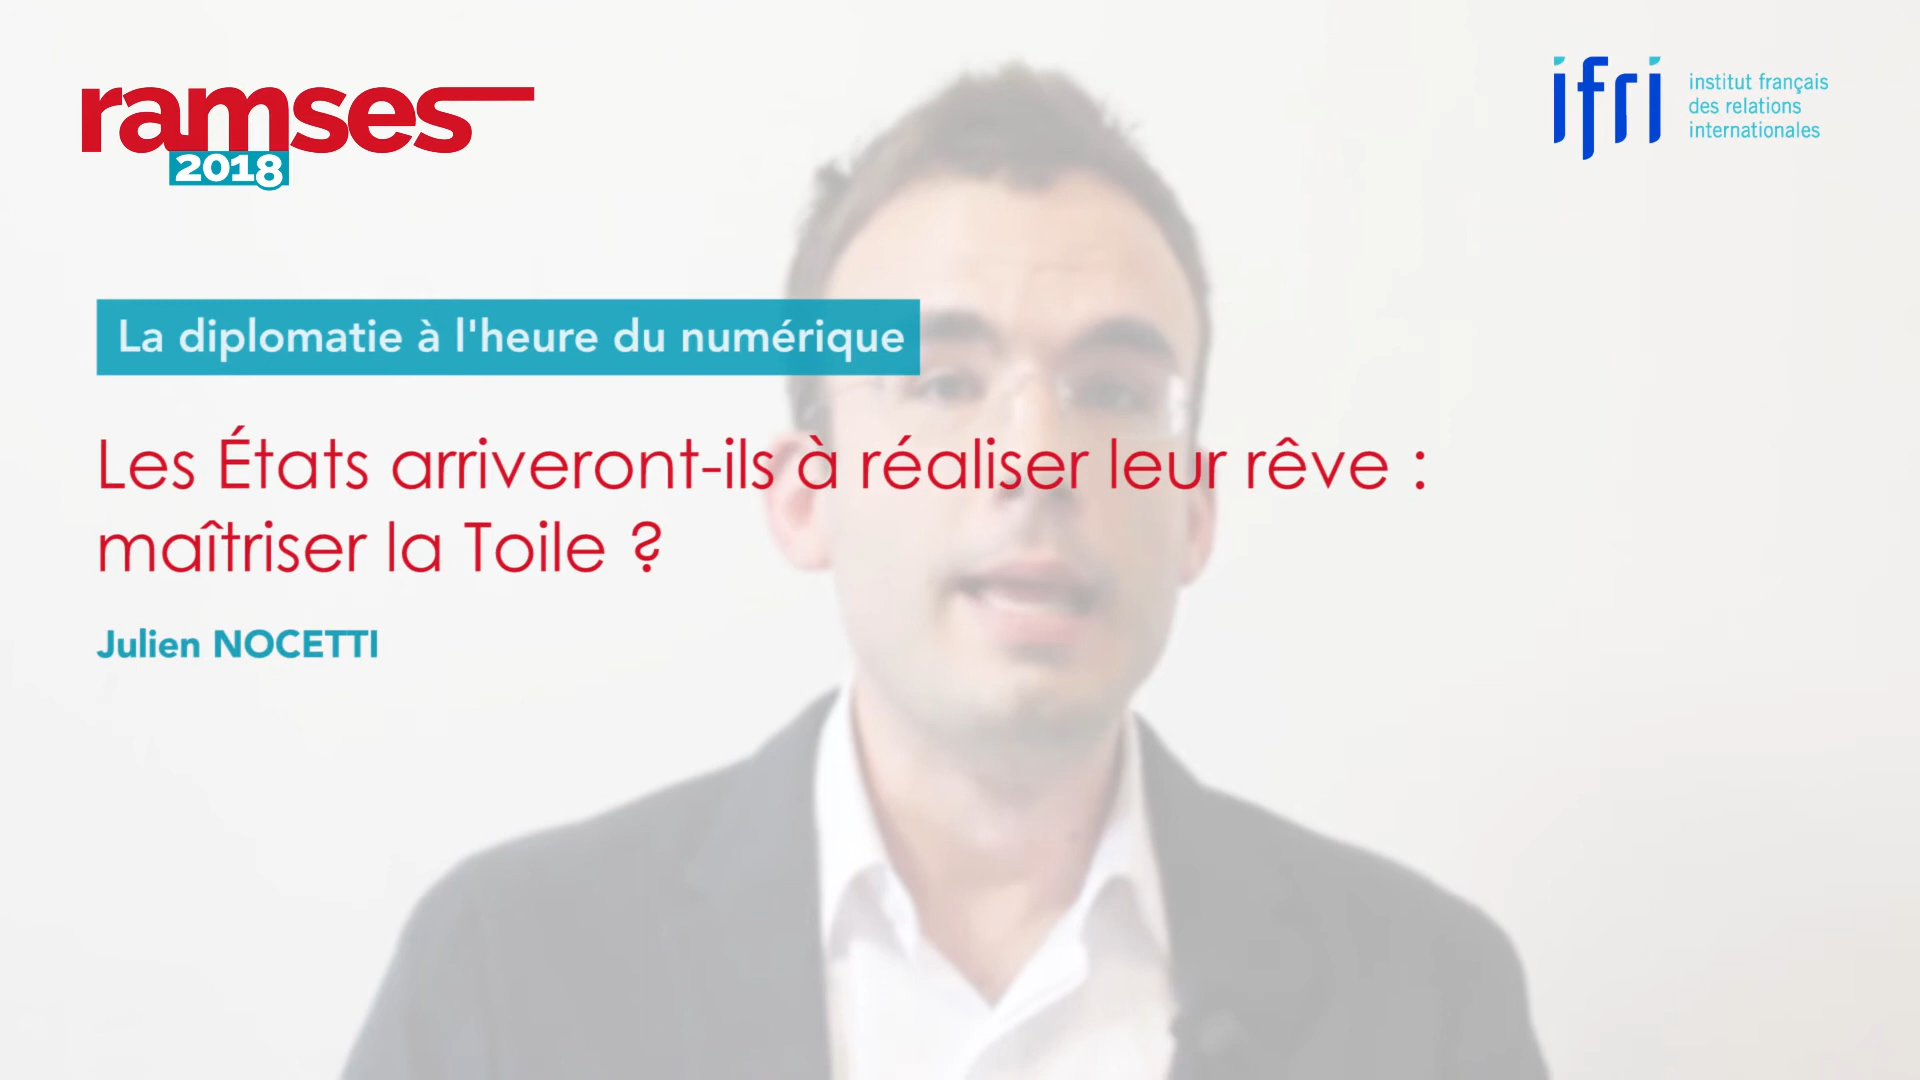 ramses
2018
ifri
institut français
des relations
internationales
La diplomatie à l'heure du numérique
Les États arriveront-ils à réaliser leur rêve :
maîtriser la Toile ?
Julien NOCETTI